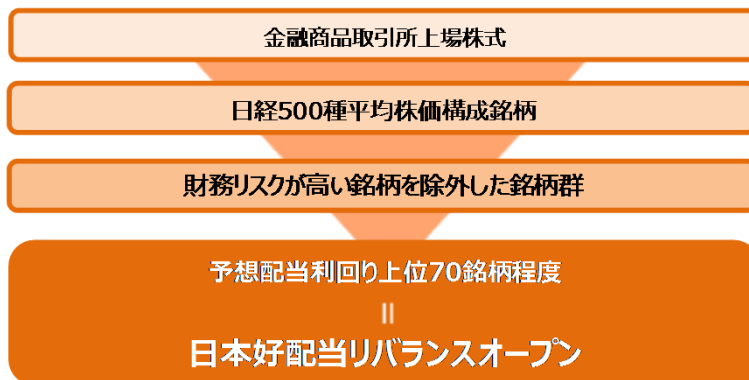 金融商品取引所上場株式
日経500種平均株価構成銘柄
財務リスクが高い銘柄を除外した銘柄群
予想配当利回り上位70銘柄程度
॥
日本好配当リバランスオープン